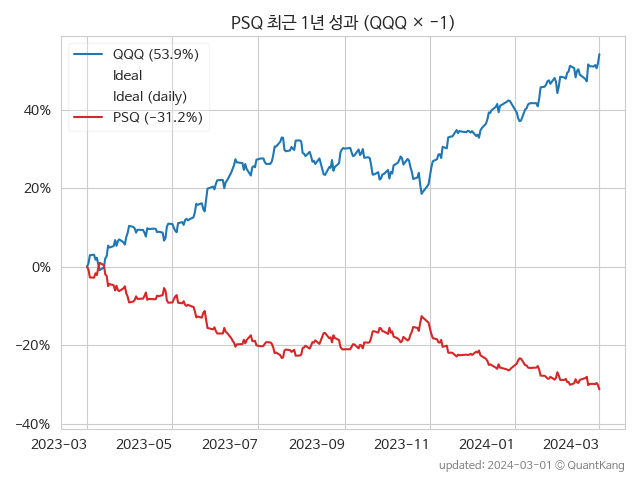 PSQ 최근 1년 성과 (QQQ × −1)
QQQ (53.9%)
Ideal
Ideal (daily)
PSQ (−31.2%)
40%
20%
0%
−20%
−40%
2023−03 2023−05 2023−07 2023−09 2023−11 2024−01 2024−03
updated: 2024−03−01 © QuantKang